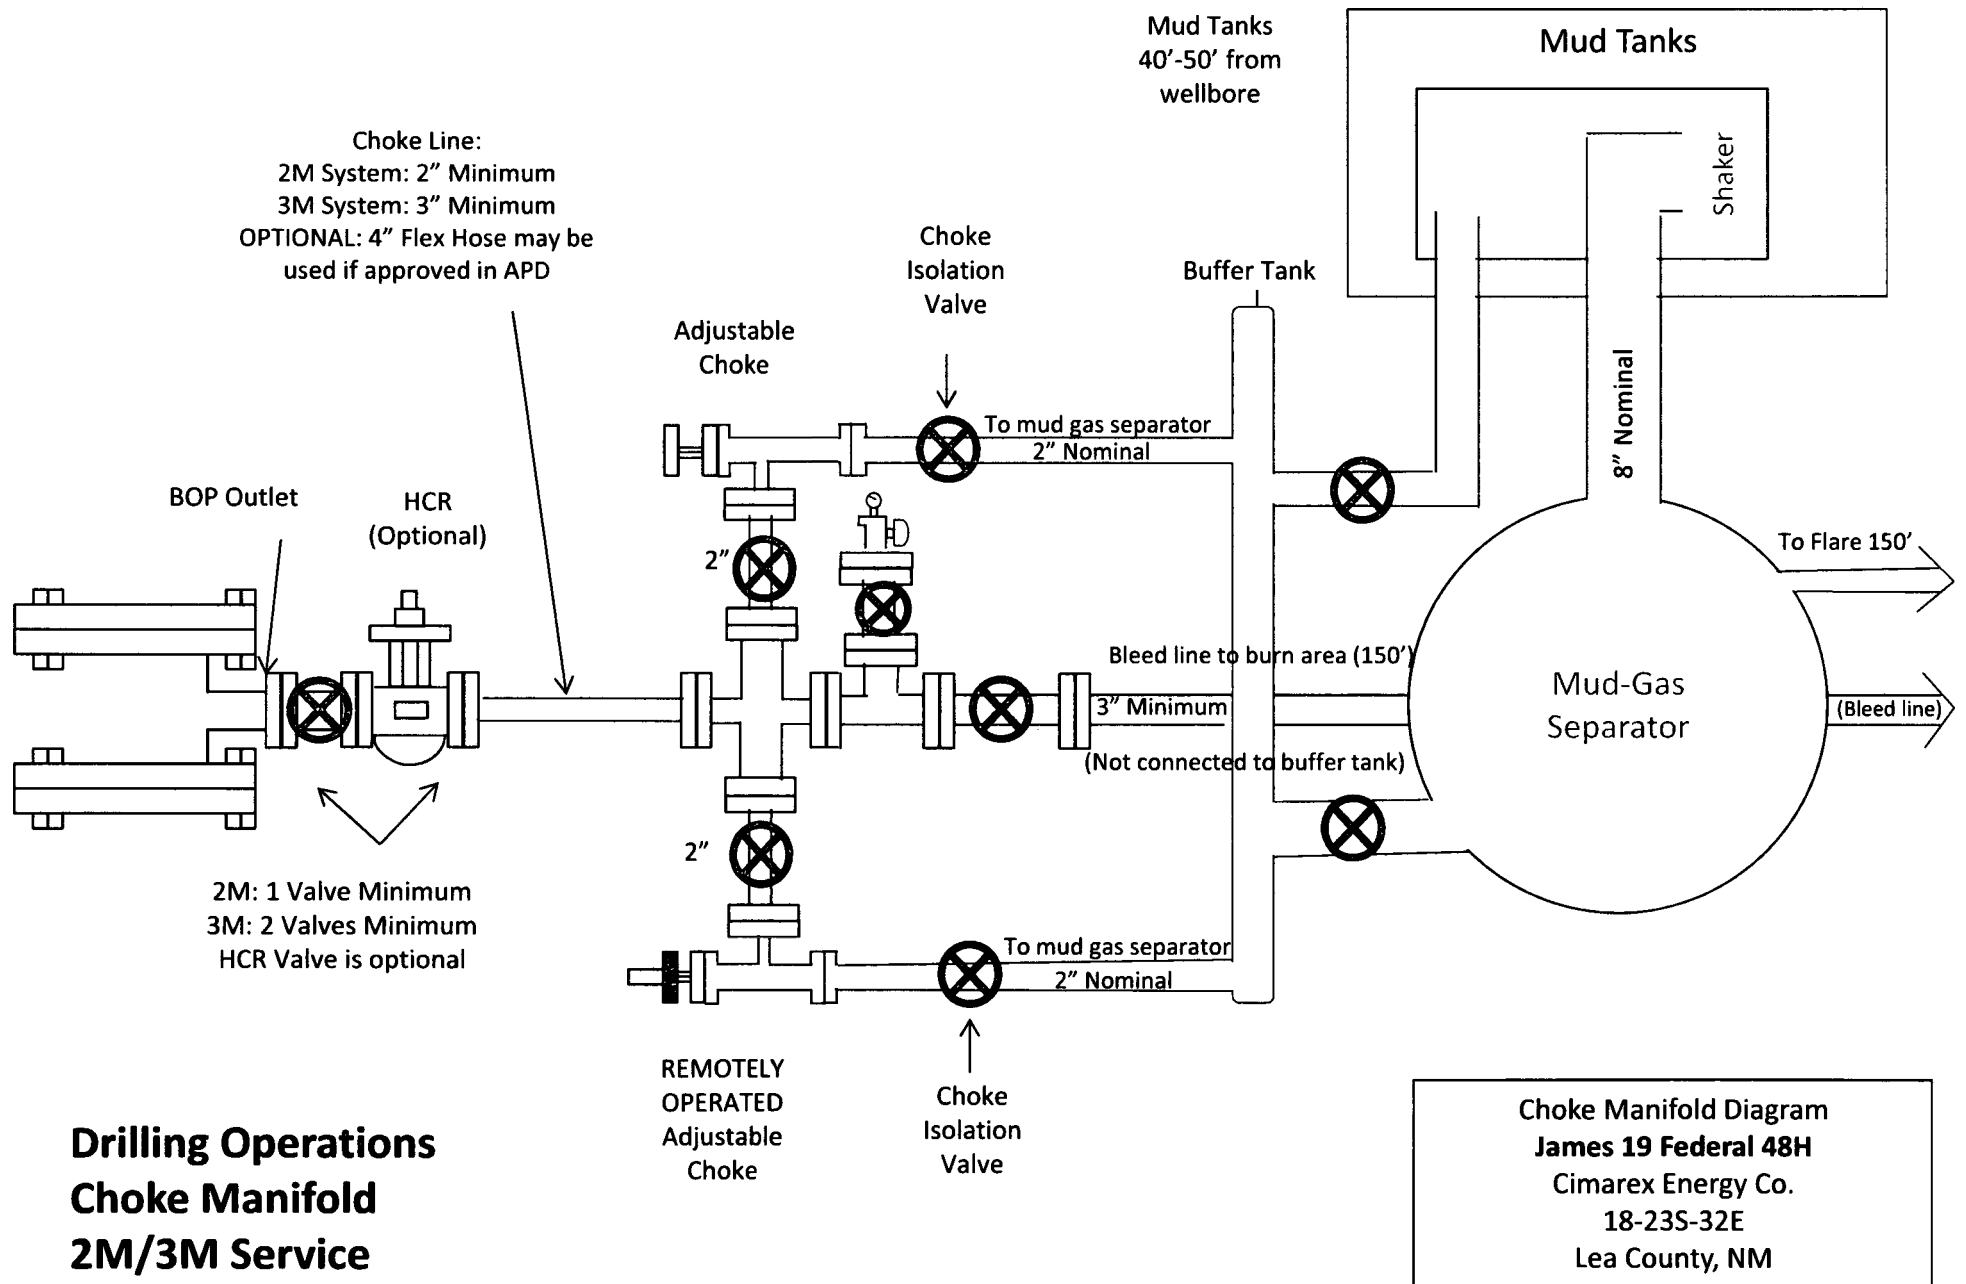 Mud Tanks
40’-50’ from
wellbore
Mud Tanks
Shaker
Choke Line:
2M System: 2” Minimum
3M System: 3” Minimum
OPTIONAL: 4” Flex Hose may be
used if approved in APD
Choke
Isolation
Valve
Buffer Tank
Adjustable
Choke
8” Nominal
To mud gas separator
2” Nominal
BOP Outlet
HCR
(Optional)
2”
To Flare 150’
Bleed line to burn area (150’)
3” Minimum
(Not connected to buffer tank)
Mud-Gas
Separator
(Bleed line)
2”
2M: 1 Valve Minimum
3M: 2 Valves Minimum
HCR Valve is optional
To mud gas separator
2” Nominal
REMOTELY
OPERATED
Adjustable
Choke
Choke
Isolation
Valve
Drilling Operations
Choke Manifold
2M/3M Service
Choke Manifold Diagram
James 19 Federal 48H
Cimarex Energy Co.
18-23S-32E
Lea County, NM